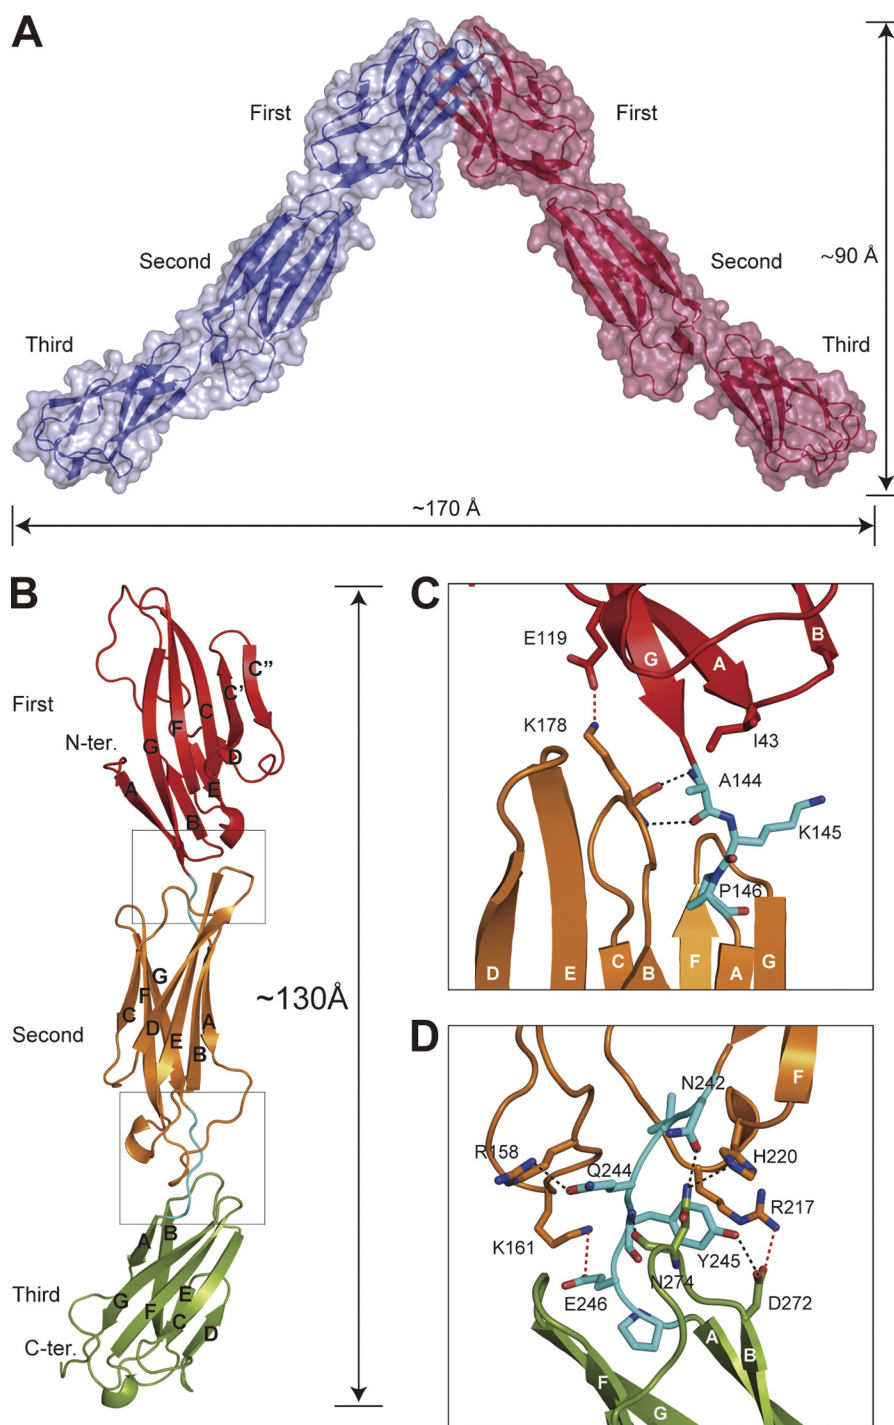 A
First
First
Second
Second
~90 Å
Third
Third
~170 Å
B
First
N-ter.
C"
C'
C
F
G
D
E
A
B
Second
G
F
C
D
E
B
A
~130Å
Third
C-ter.
A
B
G
F
E
C
D
C
E119
G
A
B
K178
I43
A144
K145
P146
D
E
C
B
F
A
G
D
N242
F
R158
Q244
H220
R217
K161
Y245
N274
E246
D272
A
B
F
G